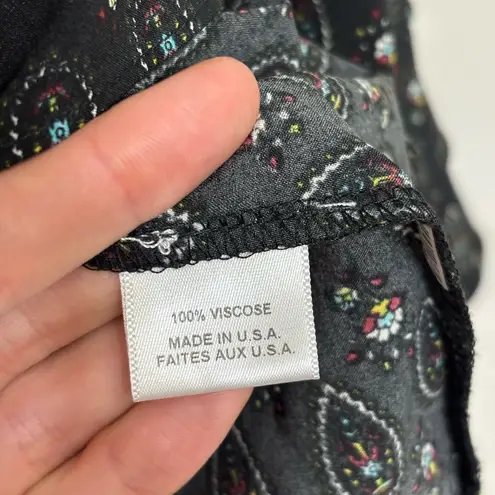 100% VISCOSE
MADE IN U.S.A.
FAITES AUX U.S.A.